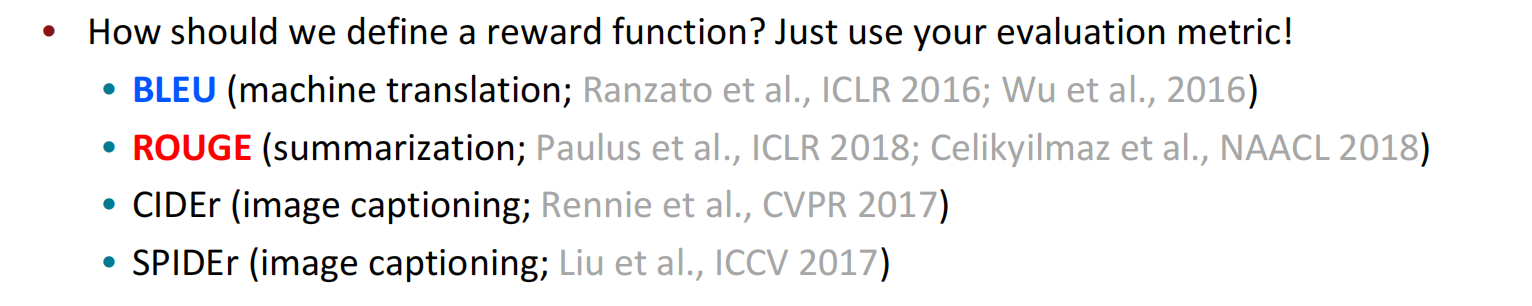 • How should we define a reward function? Just use your evaluation metric!
• BLEU (machine translation; Ranzato et al., ICLR 2016; Wu et al., 2016)
• ROUGE (summarization; Paulus et al., ICLR 2018; Celikyilmaz et al., NAACL 2018)
• CIDEr (image captioning; Rennie et al., CVPR 2017)
• SPIDEr (image captioning; Liu et al., ICCV 2017)